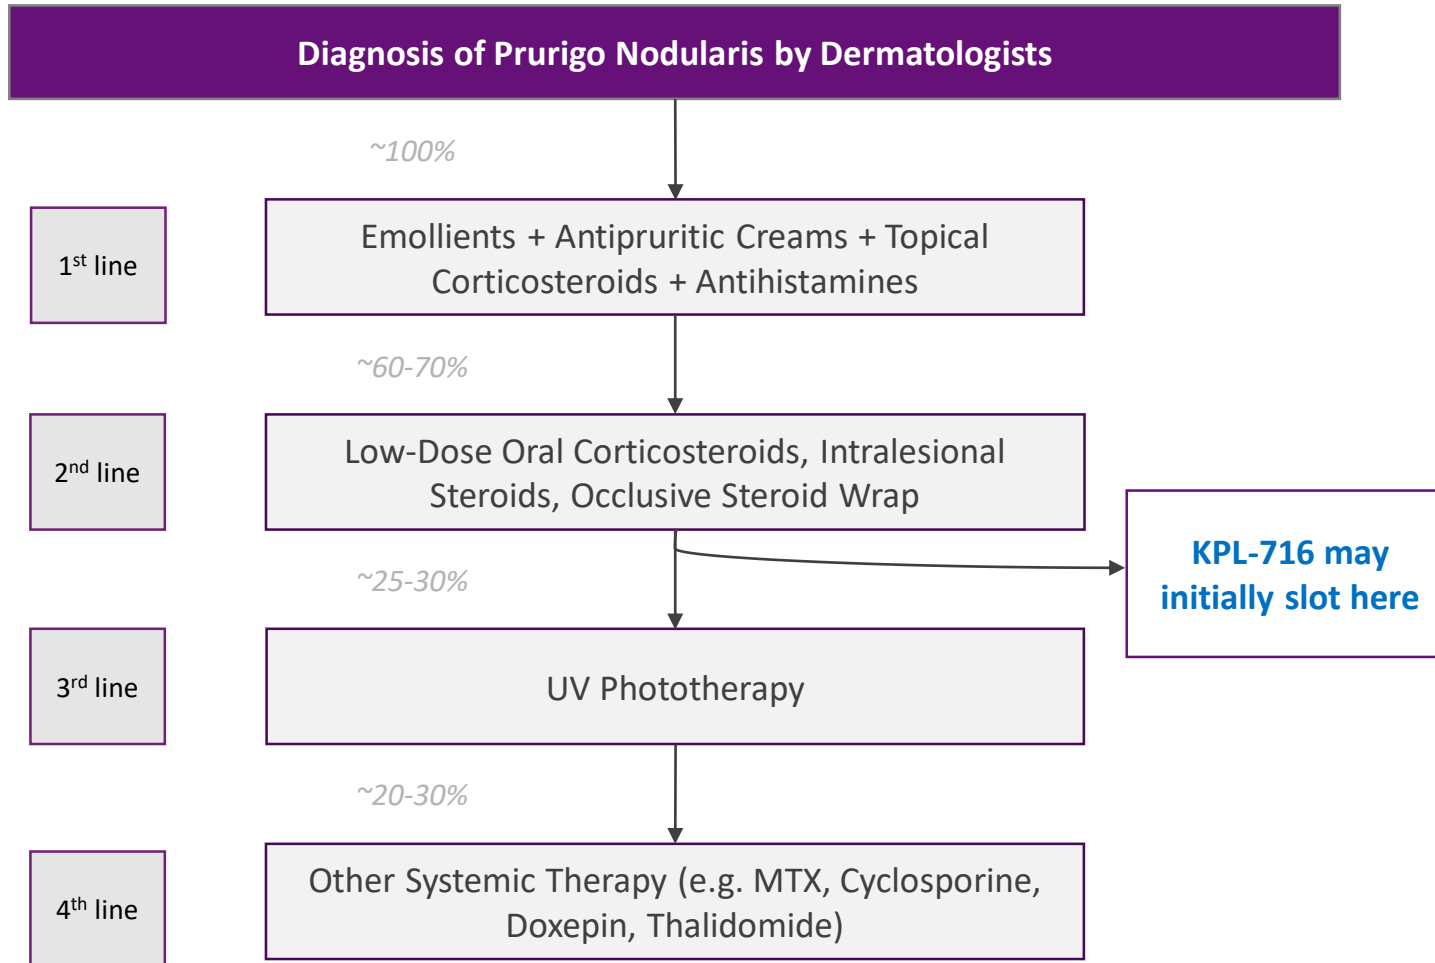 Diagnosis of Prurigo Nodularis by Dermatologists
~100%
1st line
Emollients + Antipruritic Creams + Topical
Corticosteroids + Antihistamines
~60-70%
2nd line
Low-Dose Oral Corticosteroids, Intralesional
Steroids, Occlusive Steroid Wrap
KPL-716 may
initially slot here
~25-30%
3rd line
UV Phototherapy
~20-30%
4th line
Other Systemic Therapy (e.g. MTX, Cyclosporine,
Doxepin, Thalidomide)